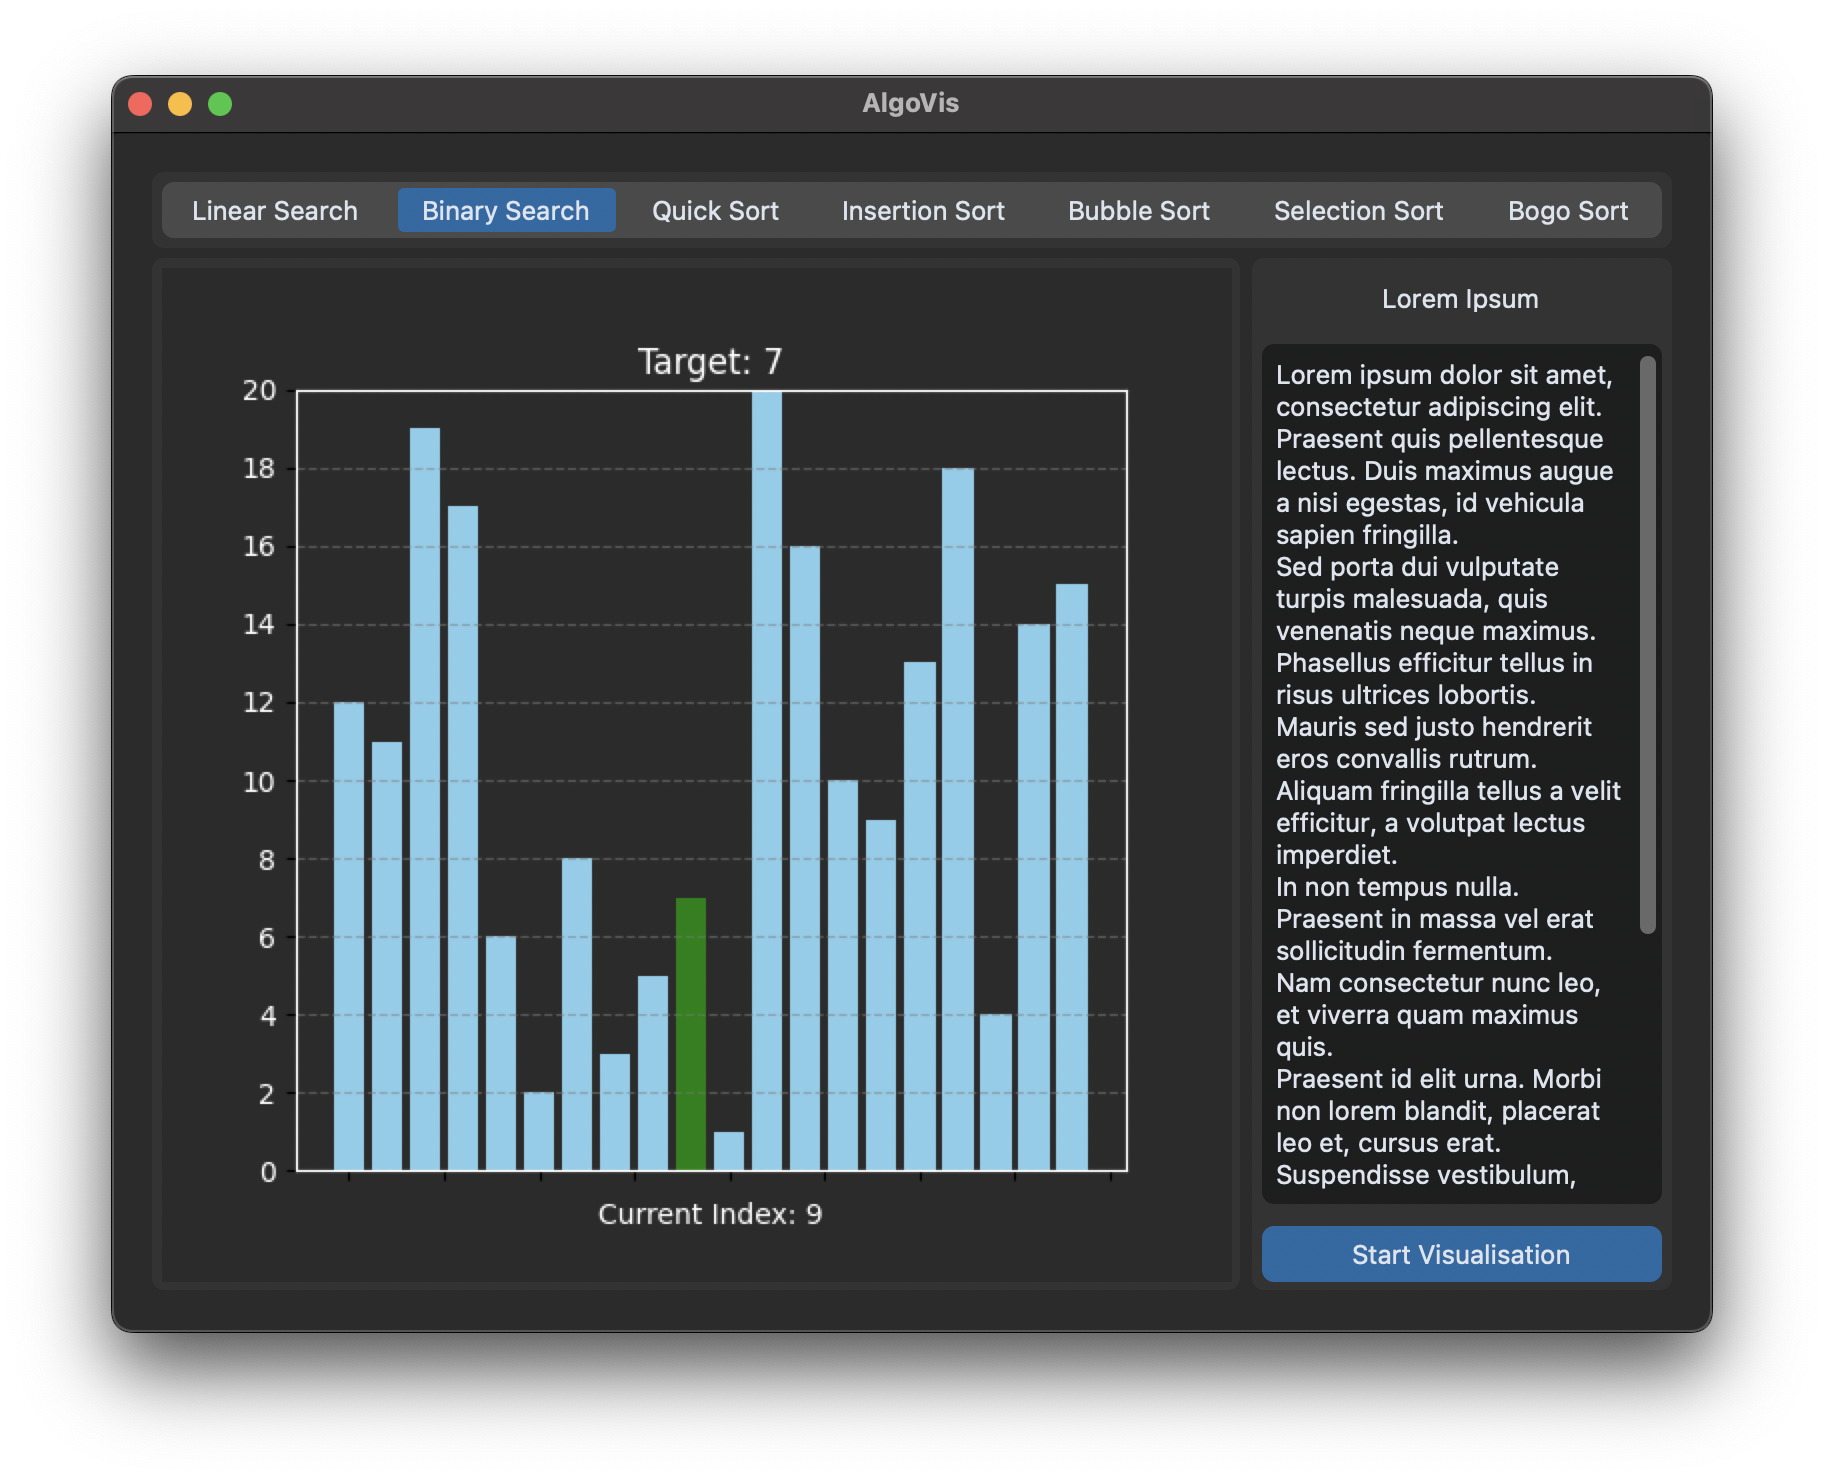 AlgoVis
Linear Search
Binary Search
Quick Sort
Insertion Sort
Bubble Sort
Selection Sort
Bogo Sort
Target: 7
20
18
16
14
12
10
8
6
4
2
0
Current Index: 9
Lorem Ipsum
Lorem ipsum dolor sit amet,
consectetur adipiscing elit.
Praesent quis pellentesque
lectus. Duis maximus augue
a nisi egestas, id vehicula
sapien fringilla.
Sed porta dui vulputate
turpis malesuada, quis
venenatis neque maximus.
Phasellus efficitur tellus in
risus ultrices lobortis.
Mauris sed justo hendrerit
eros convallis rutrum.
Aliquam fringilla tellus a velit
efficitur, a volutpat lectus
imperdiet.
In non tempus nulla.
Praesent in massa vel erat
sollicitudin fermentum.
Nam consectetur nunc leo,
et viverra quam maximus
quis.
Praesent id elit urna. Morbi
non lorem blandit, placerat
leo et, cursus erat.
Suspendisse vestibulum,
Start Visualisation